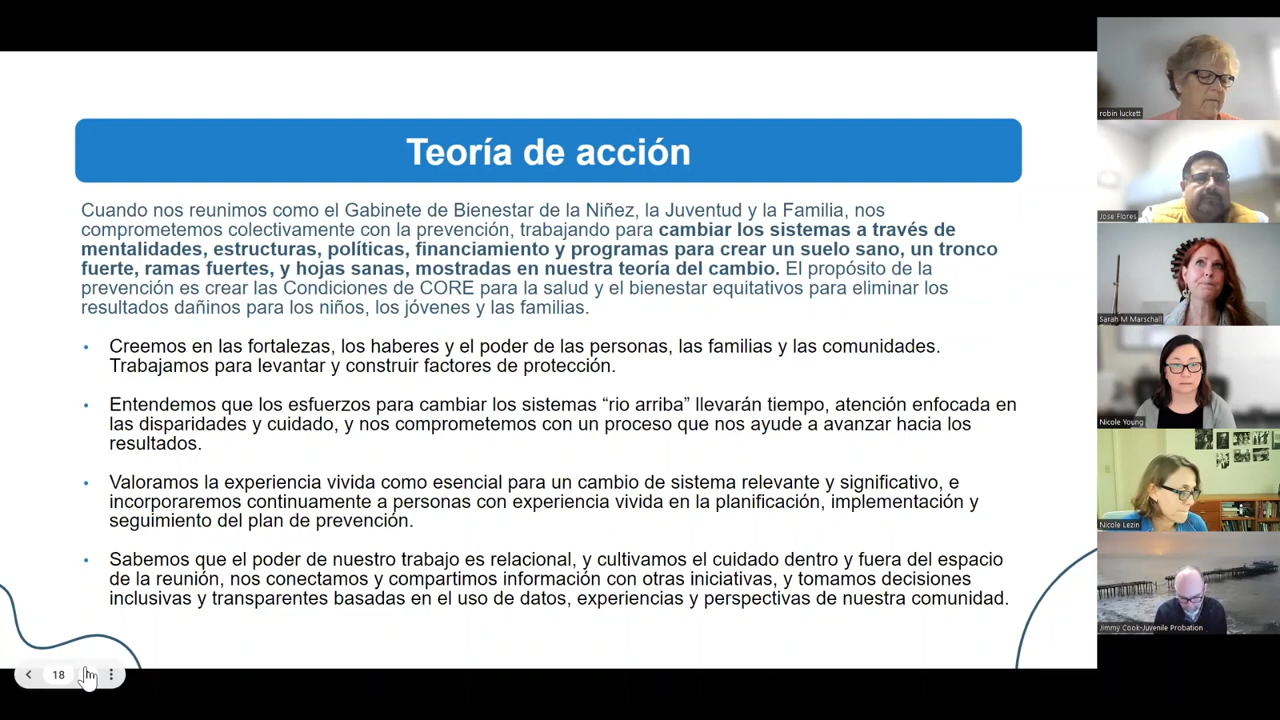 Teoría de acción
Cuando nos reunimos como el Gabinete de Bienestar de la Niñez, la Juventud y la Familia, nos
comprometemos colectivamente con la prevención, trabajando para cambiar los sistemas a través de
mentalidades, estructuras, políticas, financiamiento y programas para crear un suelo sano, un tronco
fuerte, ramas fuertes, y hojas sanas, mostradas en nuestra teoría del cambio. El propósito de la
prevención es crear las Condiciones de CORE para la salud y el bienestar equitativos para eliminar los
resultados dañinos para los niños, los jóvenes y las familias.
• Creemos en las fortalezas, los haberes y el poder de las personas, las familias y las comunidades.
Trabajamos para levantar y construir factores de protección.
• Entendemos que los esfuerzos para cambiar los sistemas “rio arriba” llevarán tiempo, atención enfocada en
las disparidades y cuidado, y nos comprometemos con un proceso que nos ayude a avanzar hacia los
resultados.
• Valoramos la experiencia vivida como esencial para un cambio de sistema relevante y significativo, e
incorporaremos continuamente a personas con experiencia vivida en la planificación, implementación y
seguimiento del plan de prevención.
• Sabemos que el poder de nuestro trabajo es relacional, y cultivamos el cuidado dentro y fuera del espacio
de la reunión, nos conectamos y compartimos información con otras iniciativas, y tomamos decisiones
inclusivas y transparentes basadas en el uso de datos, experiencias y perspectivas de nuestra comunidad.
18
robin luckett
Jose Flores
Sarah M Marschall
Nicole Young
Nicole Lezin
Jimmy Cook-Juvenile Probation